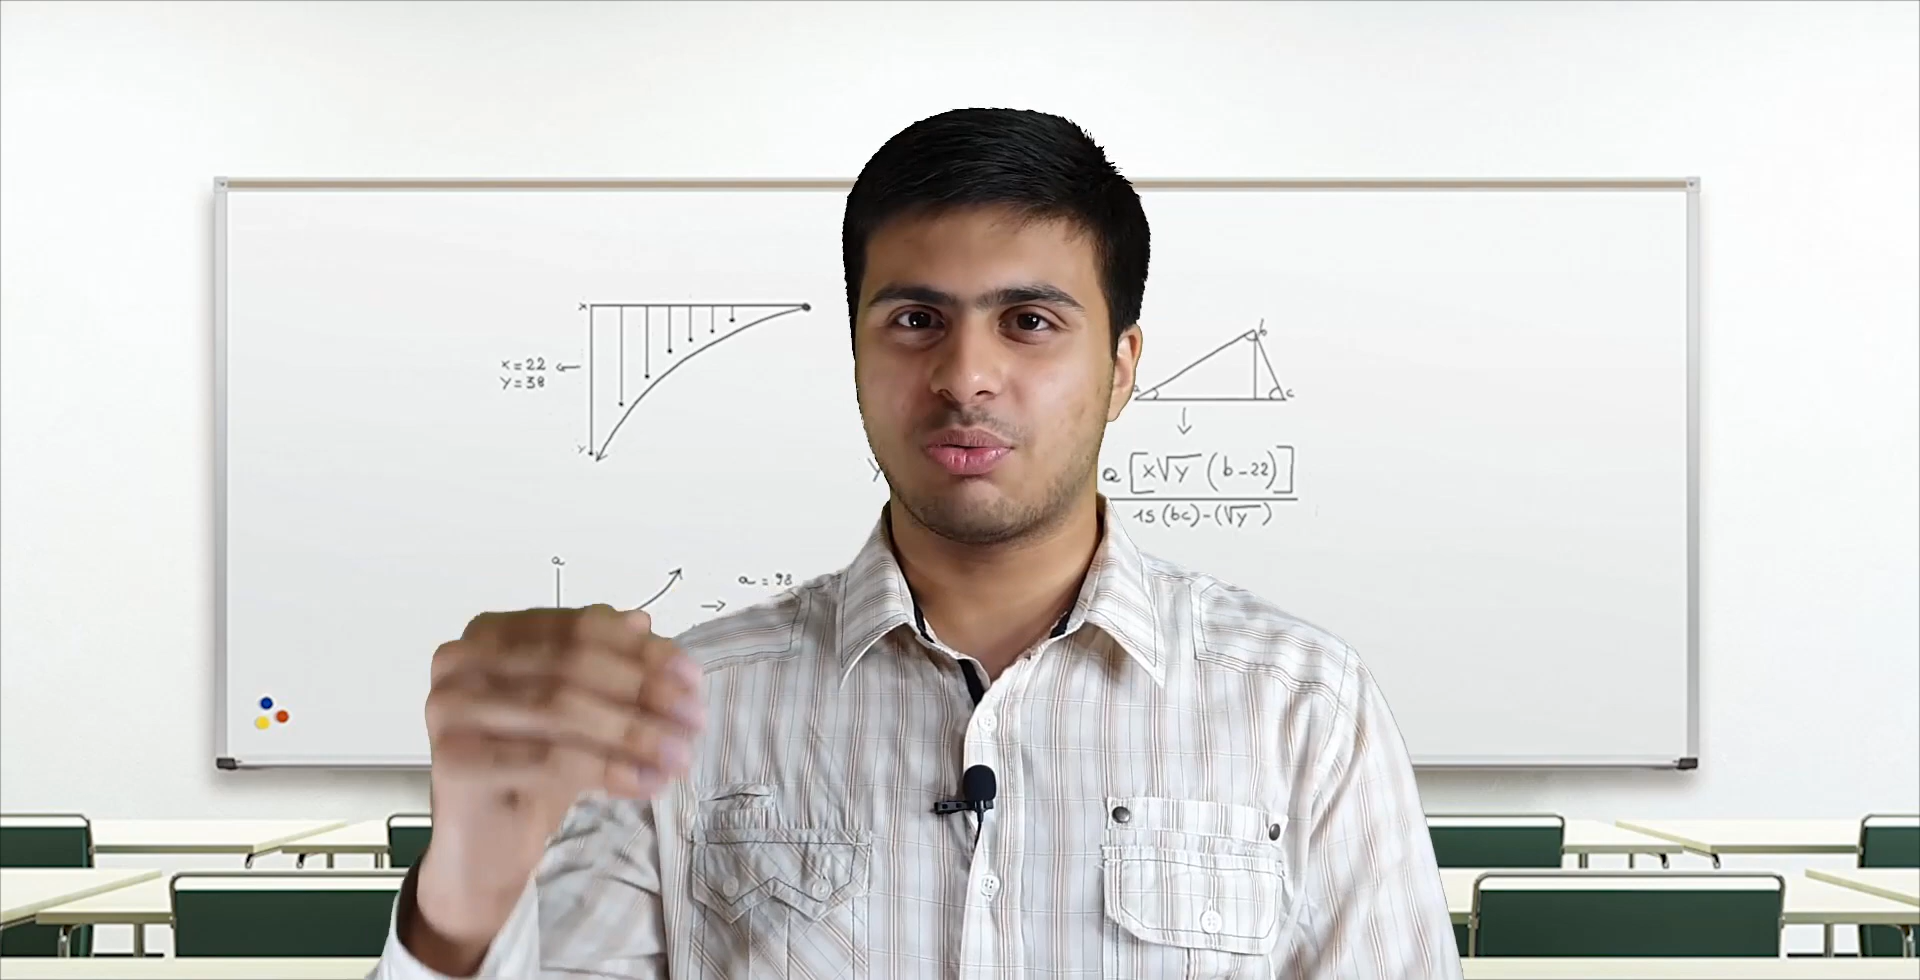 x
x = 22
y = 38
y
b
c
Q [x√y (b-22)]
15 (bc) - (√y)
a
a = 98